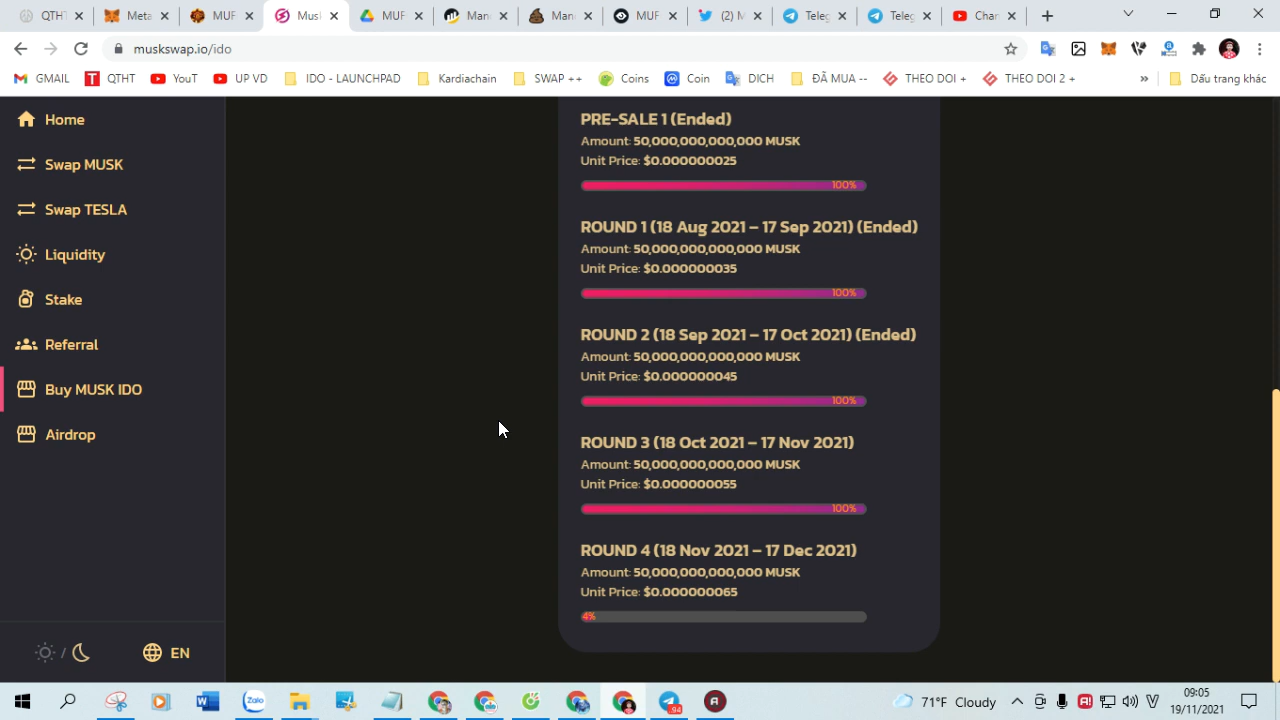 QTHT
Meta
MUF
Musk
MUF
Mana
Mana
MUF
(2) M
Teleg
Teleg
Chan
muskswap.io/ido
GMAIL
QTHT
YouT
UP VD
IDO - LAUNCHPAD
Kardiachain
SWAP ++
Coins
Coin
DICH
ĐÃ MUA --
THEO DOI +
THEO DOI 2 +
»
Dấu trang khác
Home
Swap MUSK
Swap TESLA
Liquidity
Stake
Referral
Buy MUSK IDO
Airdrop
/
EN
PRE-SALE 1 (Ended)
Amount: 50,000,000,000,000 MUSK
Unit Price: $0.000000025
100%
ROUND 1 (18 Aug 2021 – 17 Sep 2021) (Ended)
Amount: 50,000,000,000,000 MUSK
Unit Price: $0.000000035
100%
ROUND 2 (18 Sep 2021 – 17 Oct 2021) (Ended)
Amount: 50,000,000,000,000 MUSK
Unit Price: $0.000000045
100%
ROUND 3 (18 Oct 2021 – 17 Nov 2021)
Amount: 50,000,000,000,000 MUSK
Unit Price: $0.000000055
100%
ROUND 4 (18 Nov 2021 – 17 Dec 2021)
Amount: 50,000,000,000,000 MUSK
Unit Price: $0.000000065
4%
Zalo
94
71°F Cloudy
09:05
19/11/2021